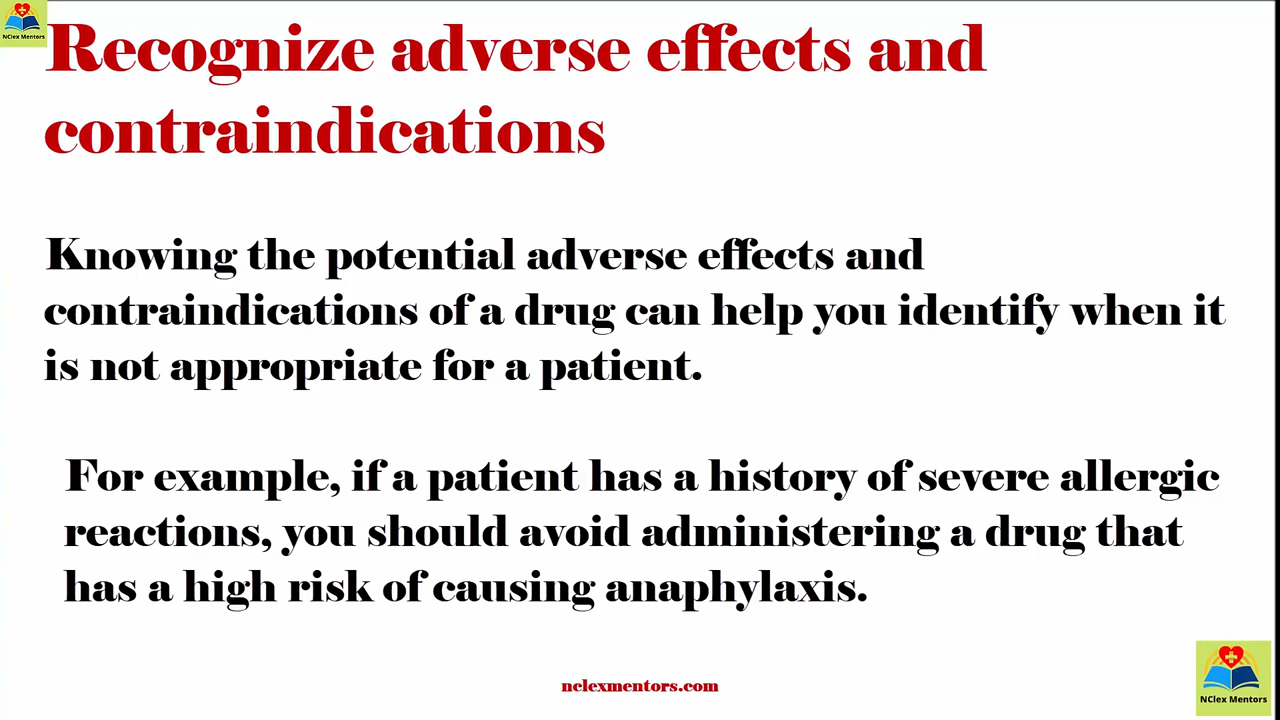 NClex Mentors
Recognize adverse effects and
contraindications
Knowing the potential adverse effects and
contraindications of a drug can help you identify when it
is not appropriate for a patient.
For example, if a patient has a history of severe allergic
reactions, you should avoid administering a drug that
has a high risk of causing anaphylaxis.
nclexmentors.com
NClex Mentors